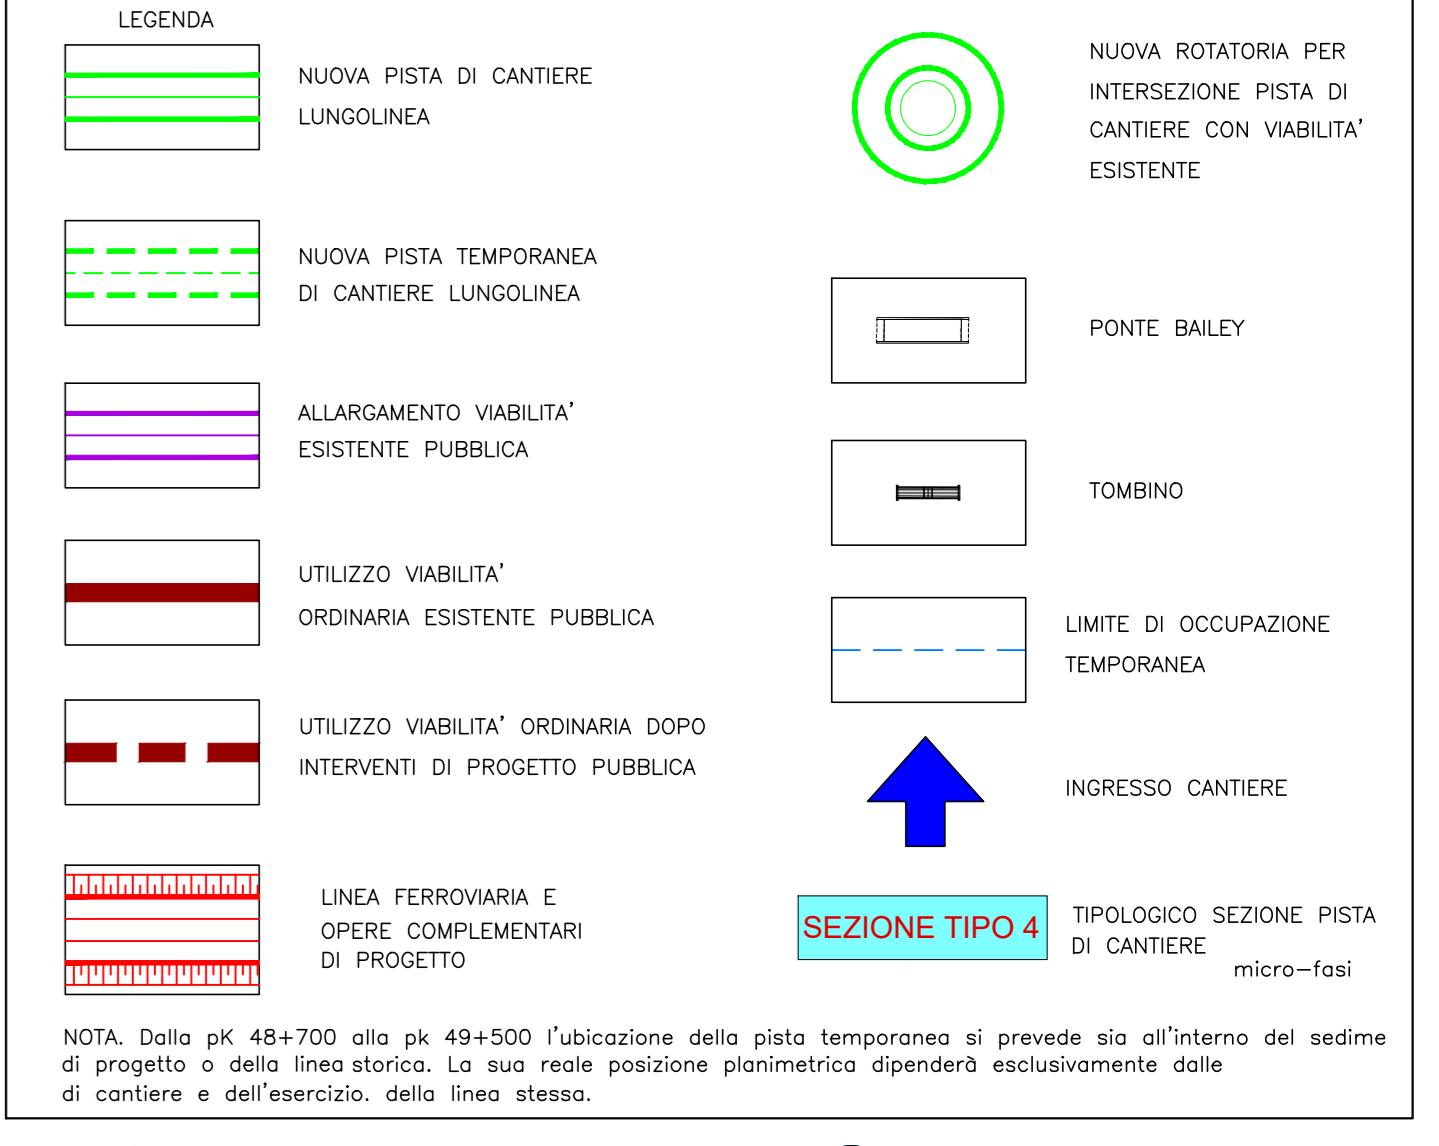 LEGENDA
NUOVA PISTA DI CANTIERE
LUNGOLINEA
NUOVA PISTA TEMPORANEA
DI CANTIERE LUNGOLINEA
ALLARGAMENTO VIABILITA'
ESISTENTE PUBBLICA
UTILIZZO VIABILITA'
ORDINARIA ESISTENTE PUBBLICA
UTILIZZO VIABILITA' ORDINARIA DOPO
INTERVENTI DI PROGETTO PUBBLICA
LINEA FERROVIARIA E
OPERE COMPLEMENTARI
DI PROGETTO
NUOVA ROTATORIA PER
INTERSEZIONE PISTA DI
CANTIERE CON VIABILITA'
ESISTENTE
PONTE BAILEY
TOMBINO
LIMITE DI OCCUPAZIONE
TEMPORANEA
INGRESSO CANTIERE
SEZIONE TIPO 4
TIPOLOGICO SEZIONE PISTA
DI CANTIERE
micro-fasi
NOTA. Dalla pK 48+700 alla pk 49+500 l'ubicazione della pista temporanea si prevede sia all'interno del sedime
di progetto o della linea storica. La sua reale posizione planimetrica dipenderà esclusivamente dalle
di cantiere e dell'esercizio. della linea stessa.